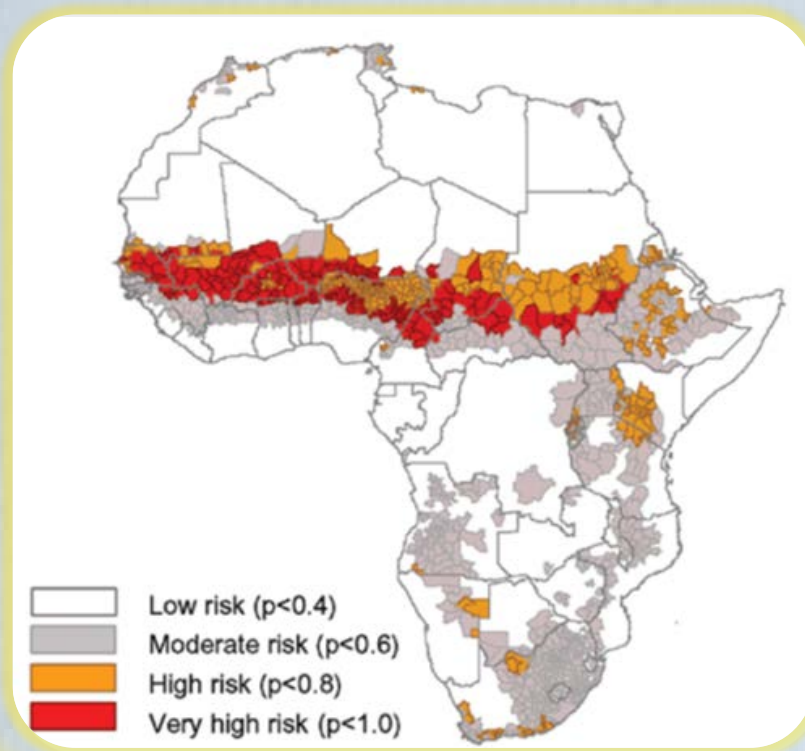 Low risk (p<0.4)
Moderate risk (p<0.6)
High risk (p<0.8)
Very high risk (p<1.0)